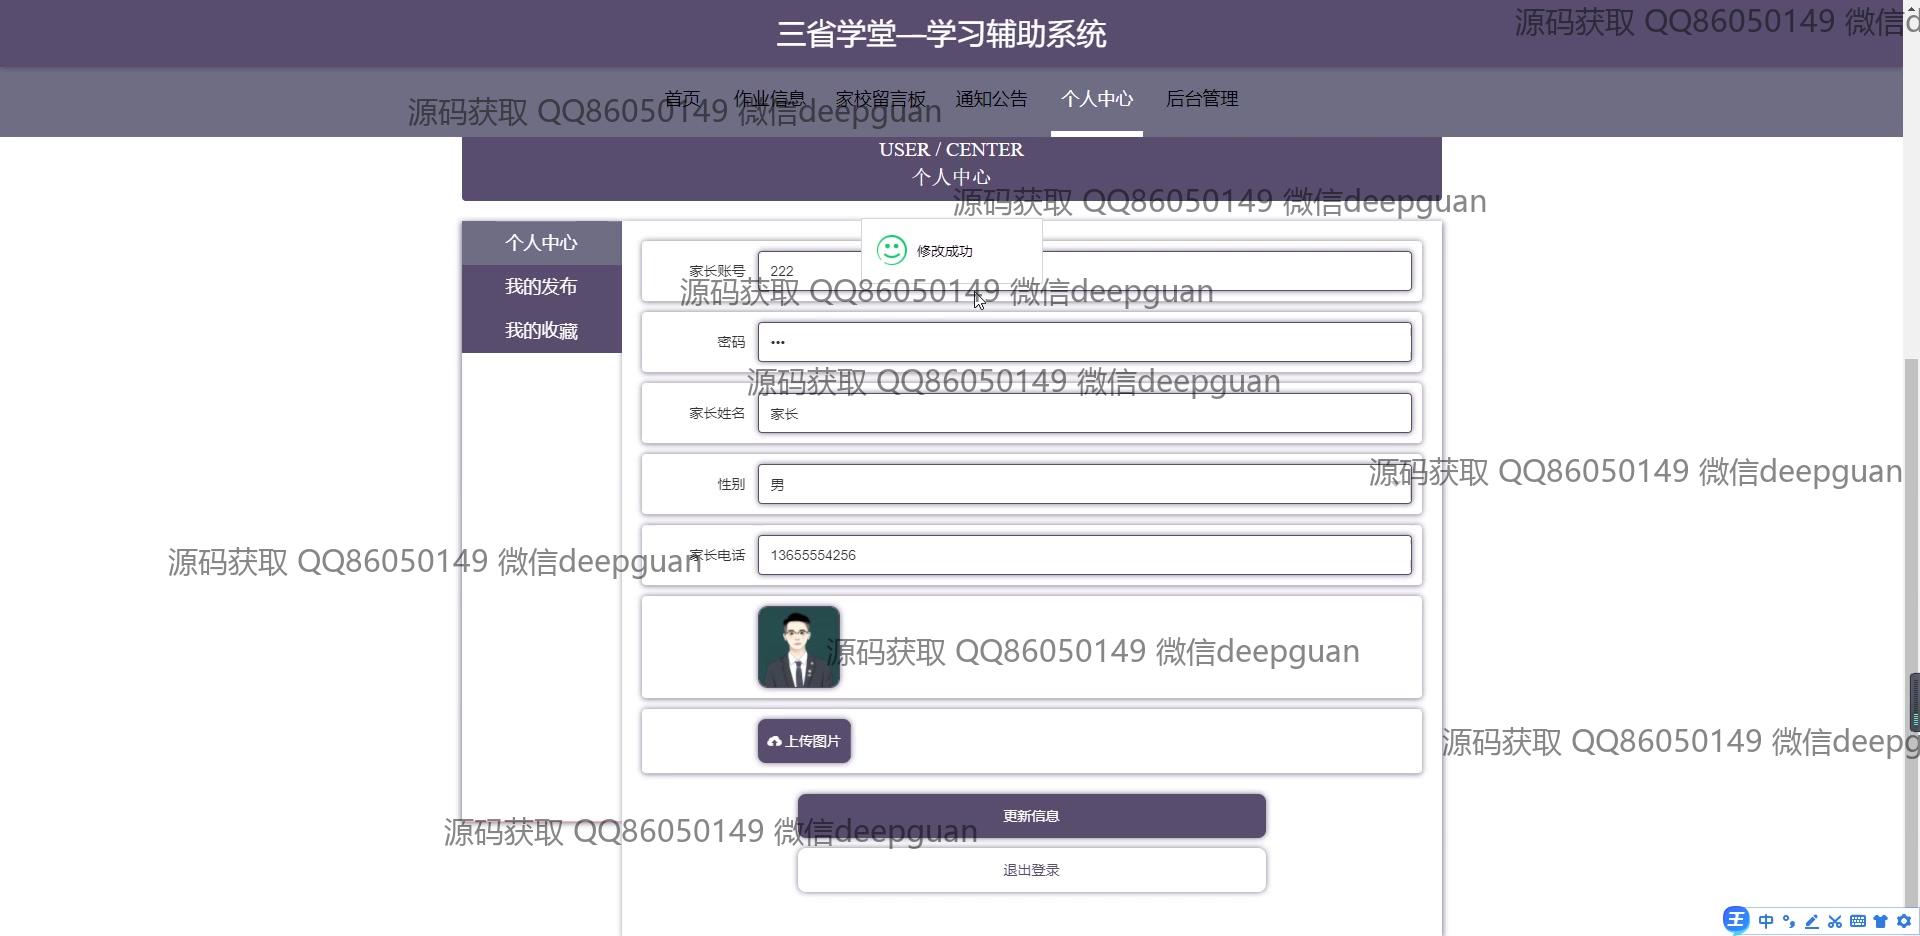 三省学堂—学习辅助系统
源码获取 QQ86050149 微信d
首页 作业信息 家校留言板 通知公告 个人中心 后台管理
源码获取 QQ86050149 微信deepguan
USER / CENTER
个人中心
源码获取 QQ86050149 微信deepguan
个人中心
我的发布
我的收藏
修改成功
家长账号 222
源码获取 QQ86050149 微信deepguan
密码 •••
源码获取 QQ86050149 微信deepguan
家长姓名 家长
源码获取 QQ86050149 微信deepguan
性别 男
家长电话 13655554256
源码获取 QQ86050149 微信deepguan
源码获取 QQ86050149 微信deepguan
上传图片
源码获取 QQ86050149 微信deepg
更新信息
源码获取 QQ86050149 微信deepguan
退出登录
王 中